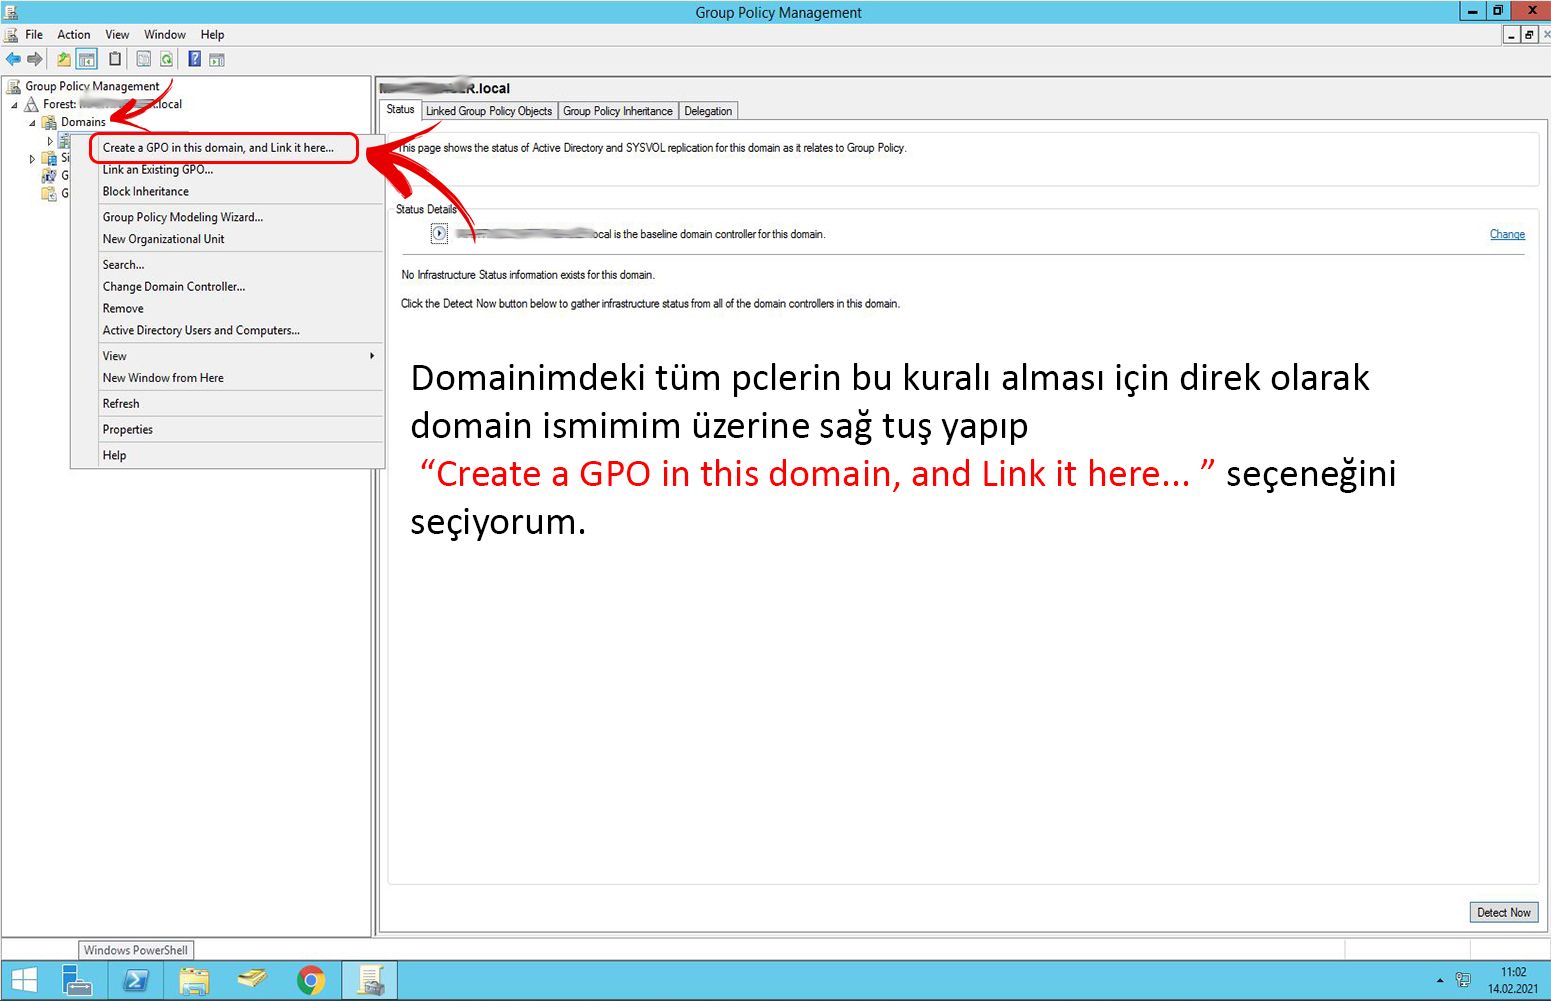 Group Policy Management
File Action View Window Help
Group Policy Management
Forest: .local
Domains
Create a GPO in this domain, and Link it here...
Link an Existing GPO...
Block Inheritance
Group Policy Modeling Wizard...
New Organizational Unit
Search...
Change Domain Controller...
Remove
Active Directory Users and Computers...
View
New Window from Here
Refresh
Properties
Help
.local
Status Linked Group Policy Objects Group Policy Inheritance Delegation
This page shows the status of Active Directory and SYSVOL replication for this domain as it relates to Group Policy.
Status Details
ocal is the baseline domain controller for this domain.
Change
No Infrastructure Status information exists for this domain.
Click the Detect Now button below to gather infrastructure status from all of the domain controllers in this domain.
Domainimdeki tüm pclerin bu kuralı alması için direk olarak
domain ismimim üzerine sağ tuş yapıp
“Create a GPO in this domain, and Link it here... ” seçeneğini
seçiyorum.
Detect Now
Windows PowerShell
11:02
14.02.2021